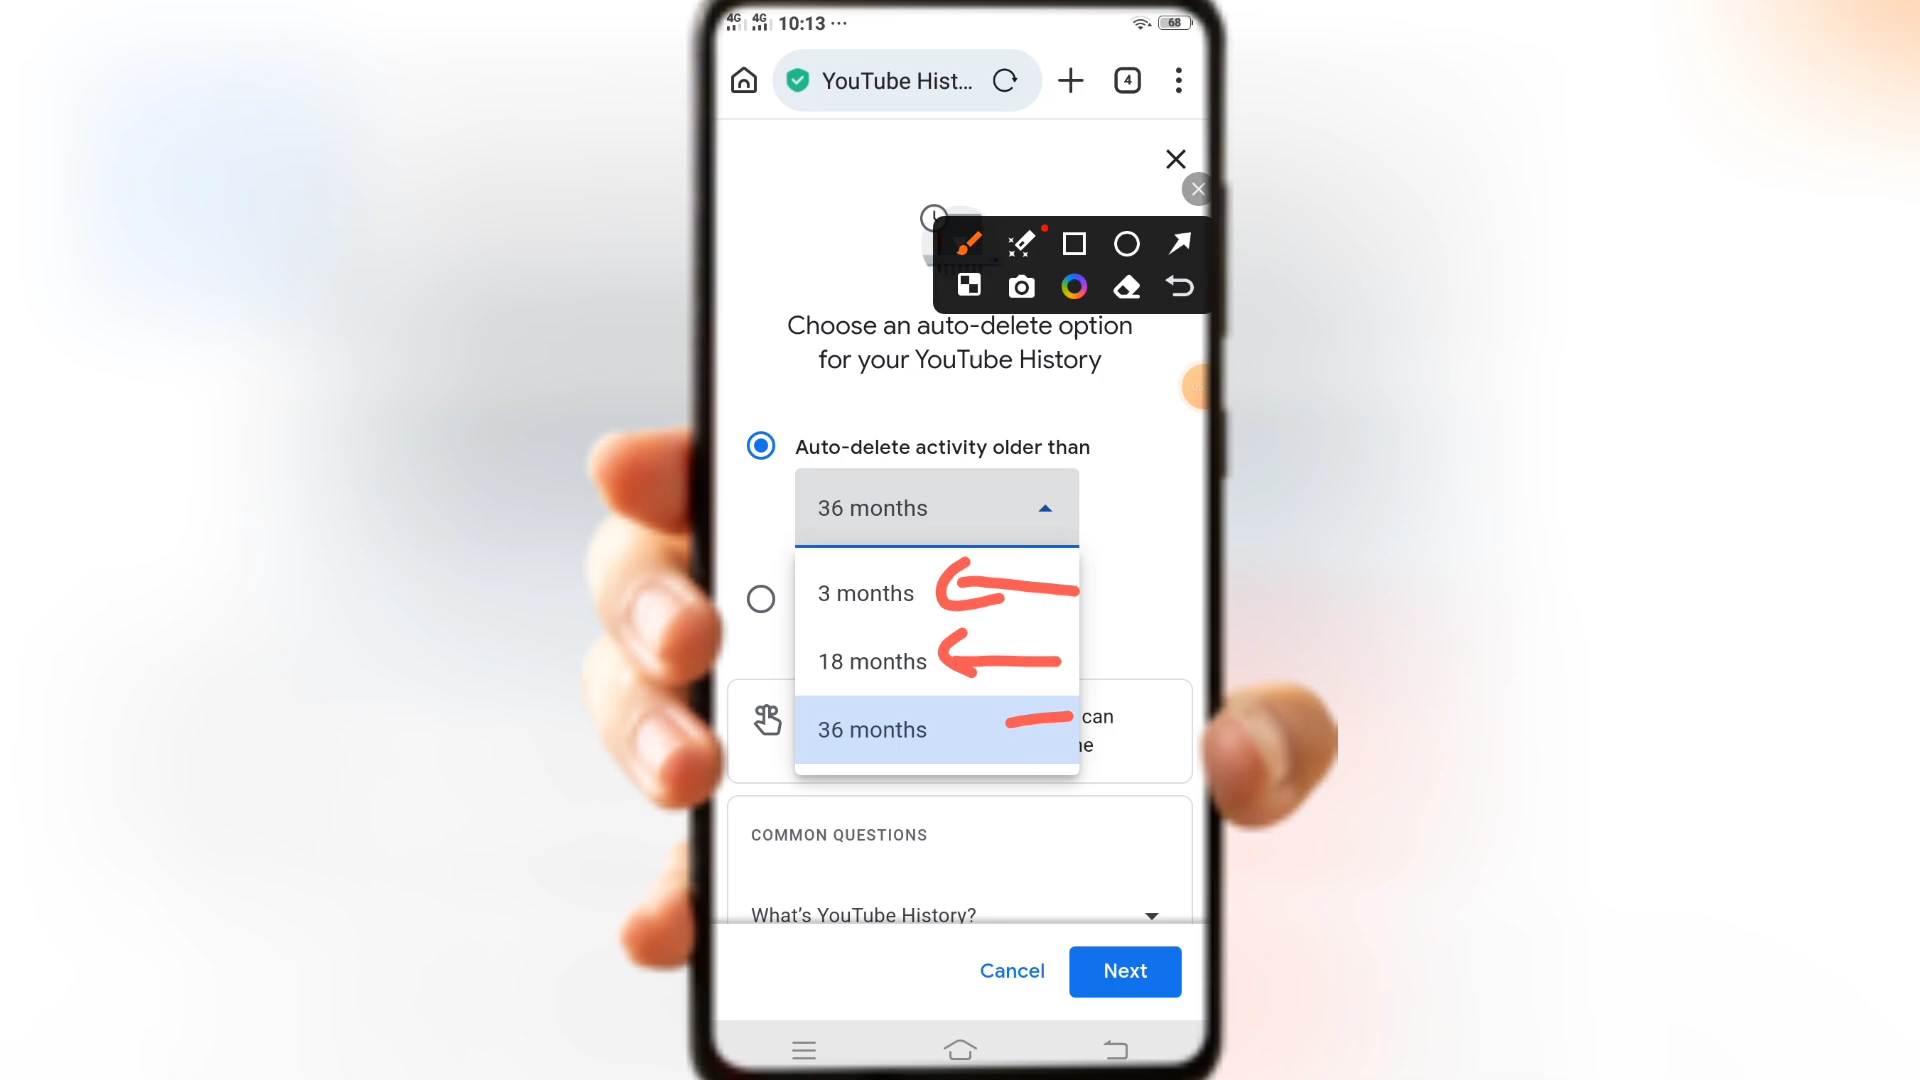 4G 4G 10:13 ··· 68
YouTube Hist... 4
Choose an auto-delete option
for your YouTube History
Auto-delete activity older than
36 months
3 months
18 months
36 months
can
COMMON QUESTIONS
What's YouTube History?
Cancel Next